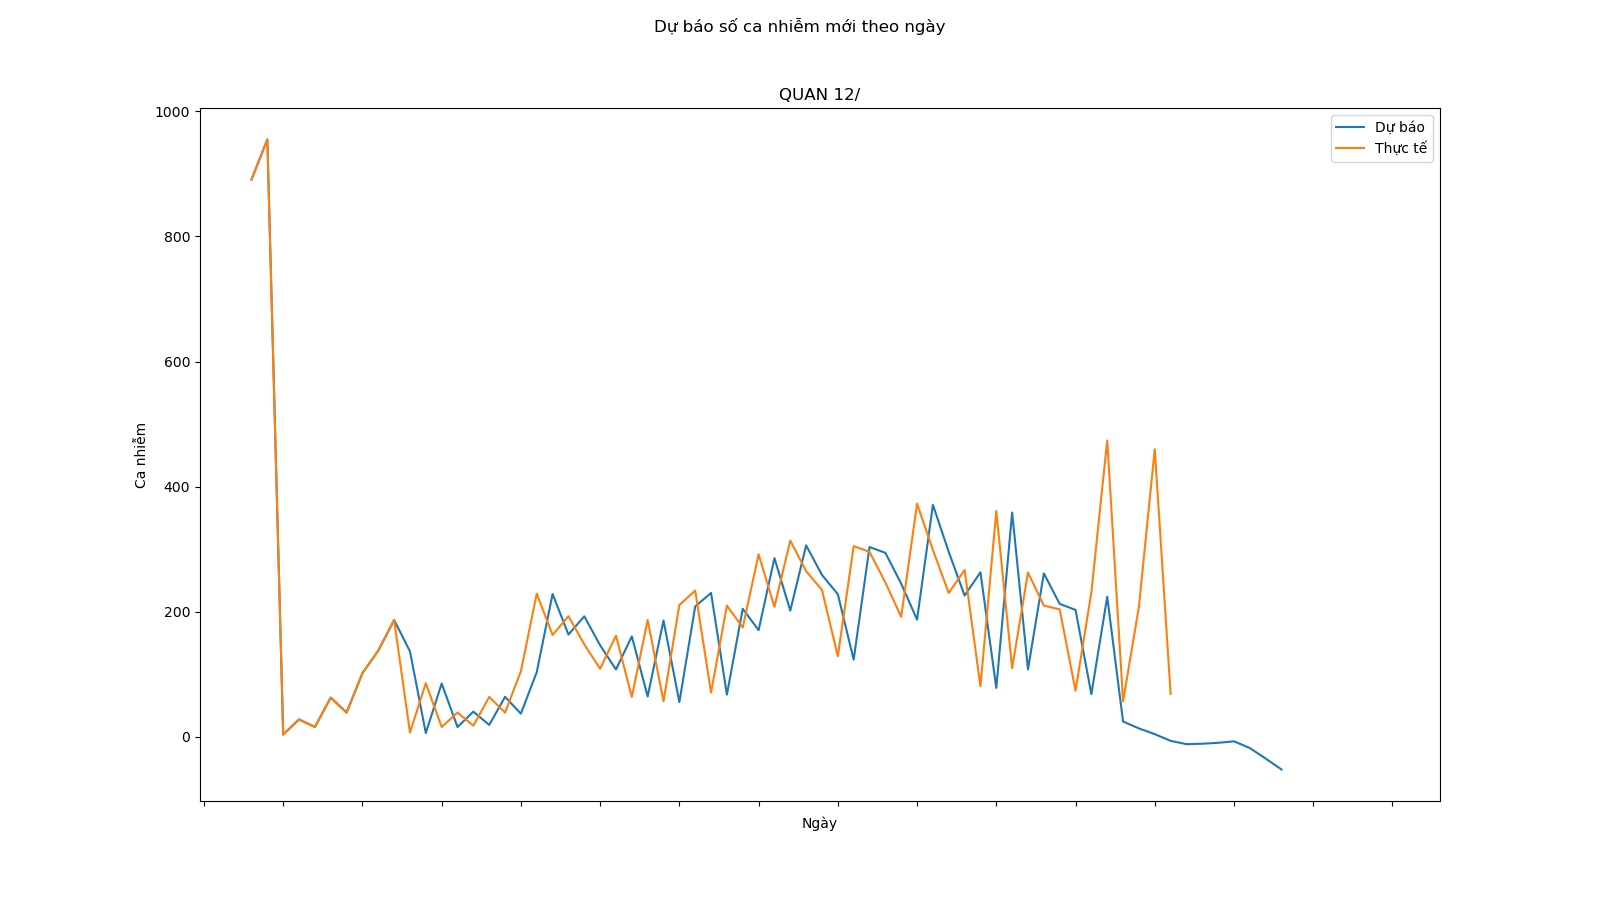 Dự báo số ca nhiễm mới theo ngày
QUAN 12/
1000
800
600
400
200
0
Ca nhiễm
Ngày
Dự báo
Thực tế